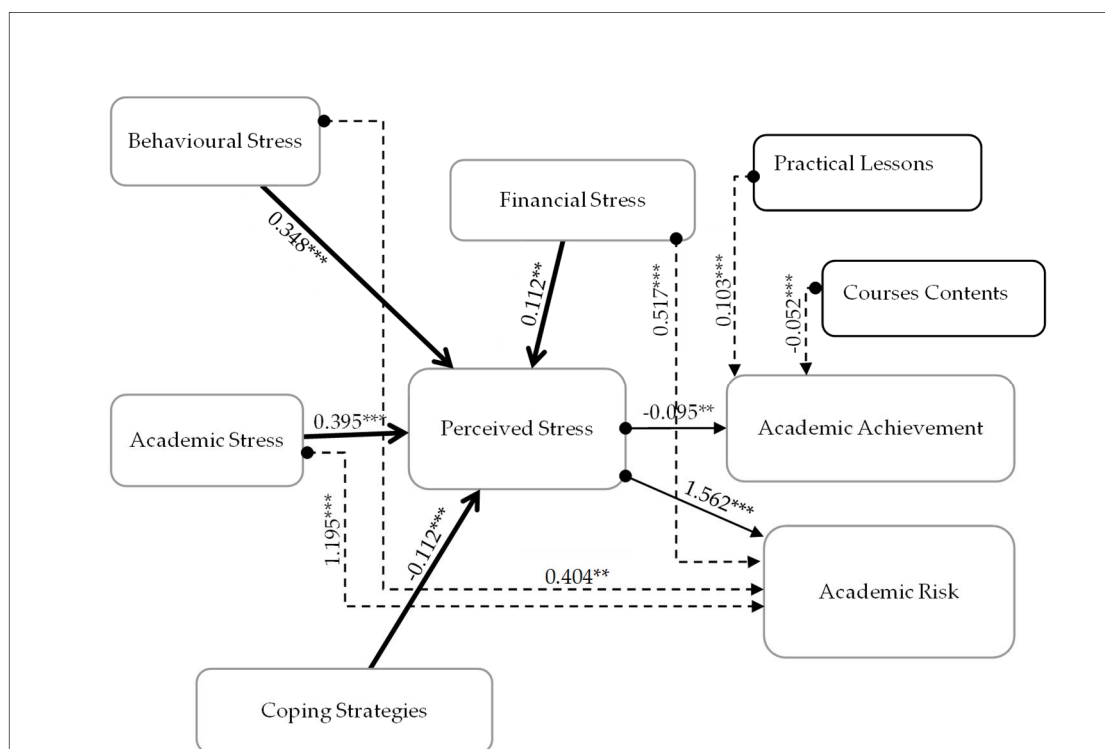 Behavioural Stress
Practical Lessons
Financial Stress
0.348***
0.112**
0.517***
0.103***
-0.052***
Courses Contents
Academic Stress
0.395***
Perceived Stress
-0.095**
Academic Achievement
1.195***
-0.112***
1.562***
0.404**
Academic Risk
Coping Strategies